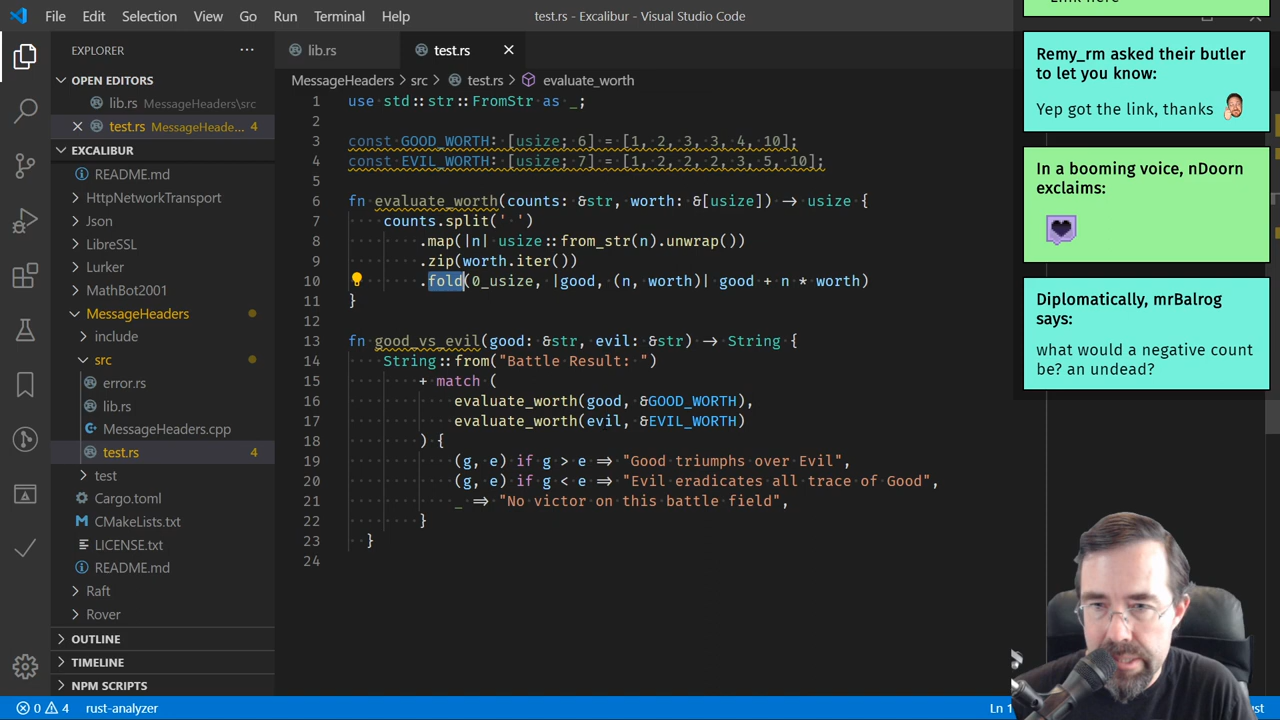 File Edit Selection View Go Run Terminal Help
test.rs - Excalibur - Visual Studio Code
EXPLORER
OPEN EDITORS
lib.rs MessageHeaders\src
test.rs MessageHeade... 4
EXCALIBUR
README.md
HttpNetworkTransport
Json
LibreSSL
Lurker
MathBot2001
MessageHeaders
include
src
error.rs
lib.rs
MessageHeaders.cpp
test.rs 4
test
Cargo.toml
CMakeLists.txt
LICENSE.txt
README.md
Raft
Rover
OUTLINE
TIMELINE
NPM SCRIPTS
lib.rs
test.rs
MessageHeaders > src > test.rs > evaluate_worth
1 use std::str::FromStr as _;
2
3 const GOOD_WORTH: [usize; 6] = [1, 2, 3, 3, 4, 10];
4 const EVIL_WORTH: [usize; 7] = [1, 2, 2, 2, 3, 5, 10];
5
6 fn evaluate_worth(counts: &str, worth: &[usize]) -> usize {
7 counts.split(' ')
8 .map(|n| usize::from_str(n).unwrap())
9 .zip(worth.iter())
10 .fold(0_usize, |good, (n, worth)| good + n * worth)
11 }
12
13 fn good_vs_evil(good: &str, evil: &str) -> String {
14 String::from("Battle Result: ")
15 + match (
16 evaluate_worth(good, &GOOD_WORTH),
17 evaluate_worth(evil, &EVIL_WORTH)
18 ) {
19 (g, e) if g > e => "Good triumphs over Evil",
20 (g, e) if g < e => "Evil eradicates all trace of Good",
21 _ => "No victor on this battle field",
22 }
23 }
24
Link here
Remy_rm asked their butler
to let you know:
Yep got the link, thanks
In a booming voice, nDoorn
exclaims:
Diplomatically, mrBalrog
says:
what would a negative count
be? an undead?
0 4 rust-analyzer
Ln 1